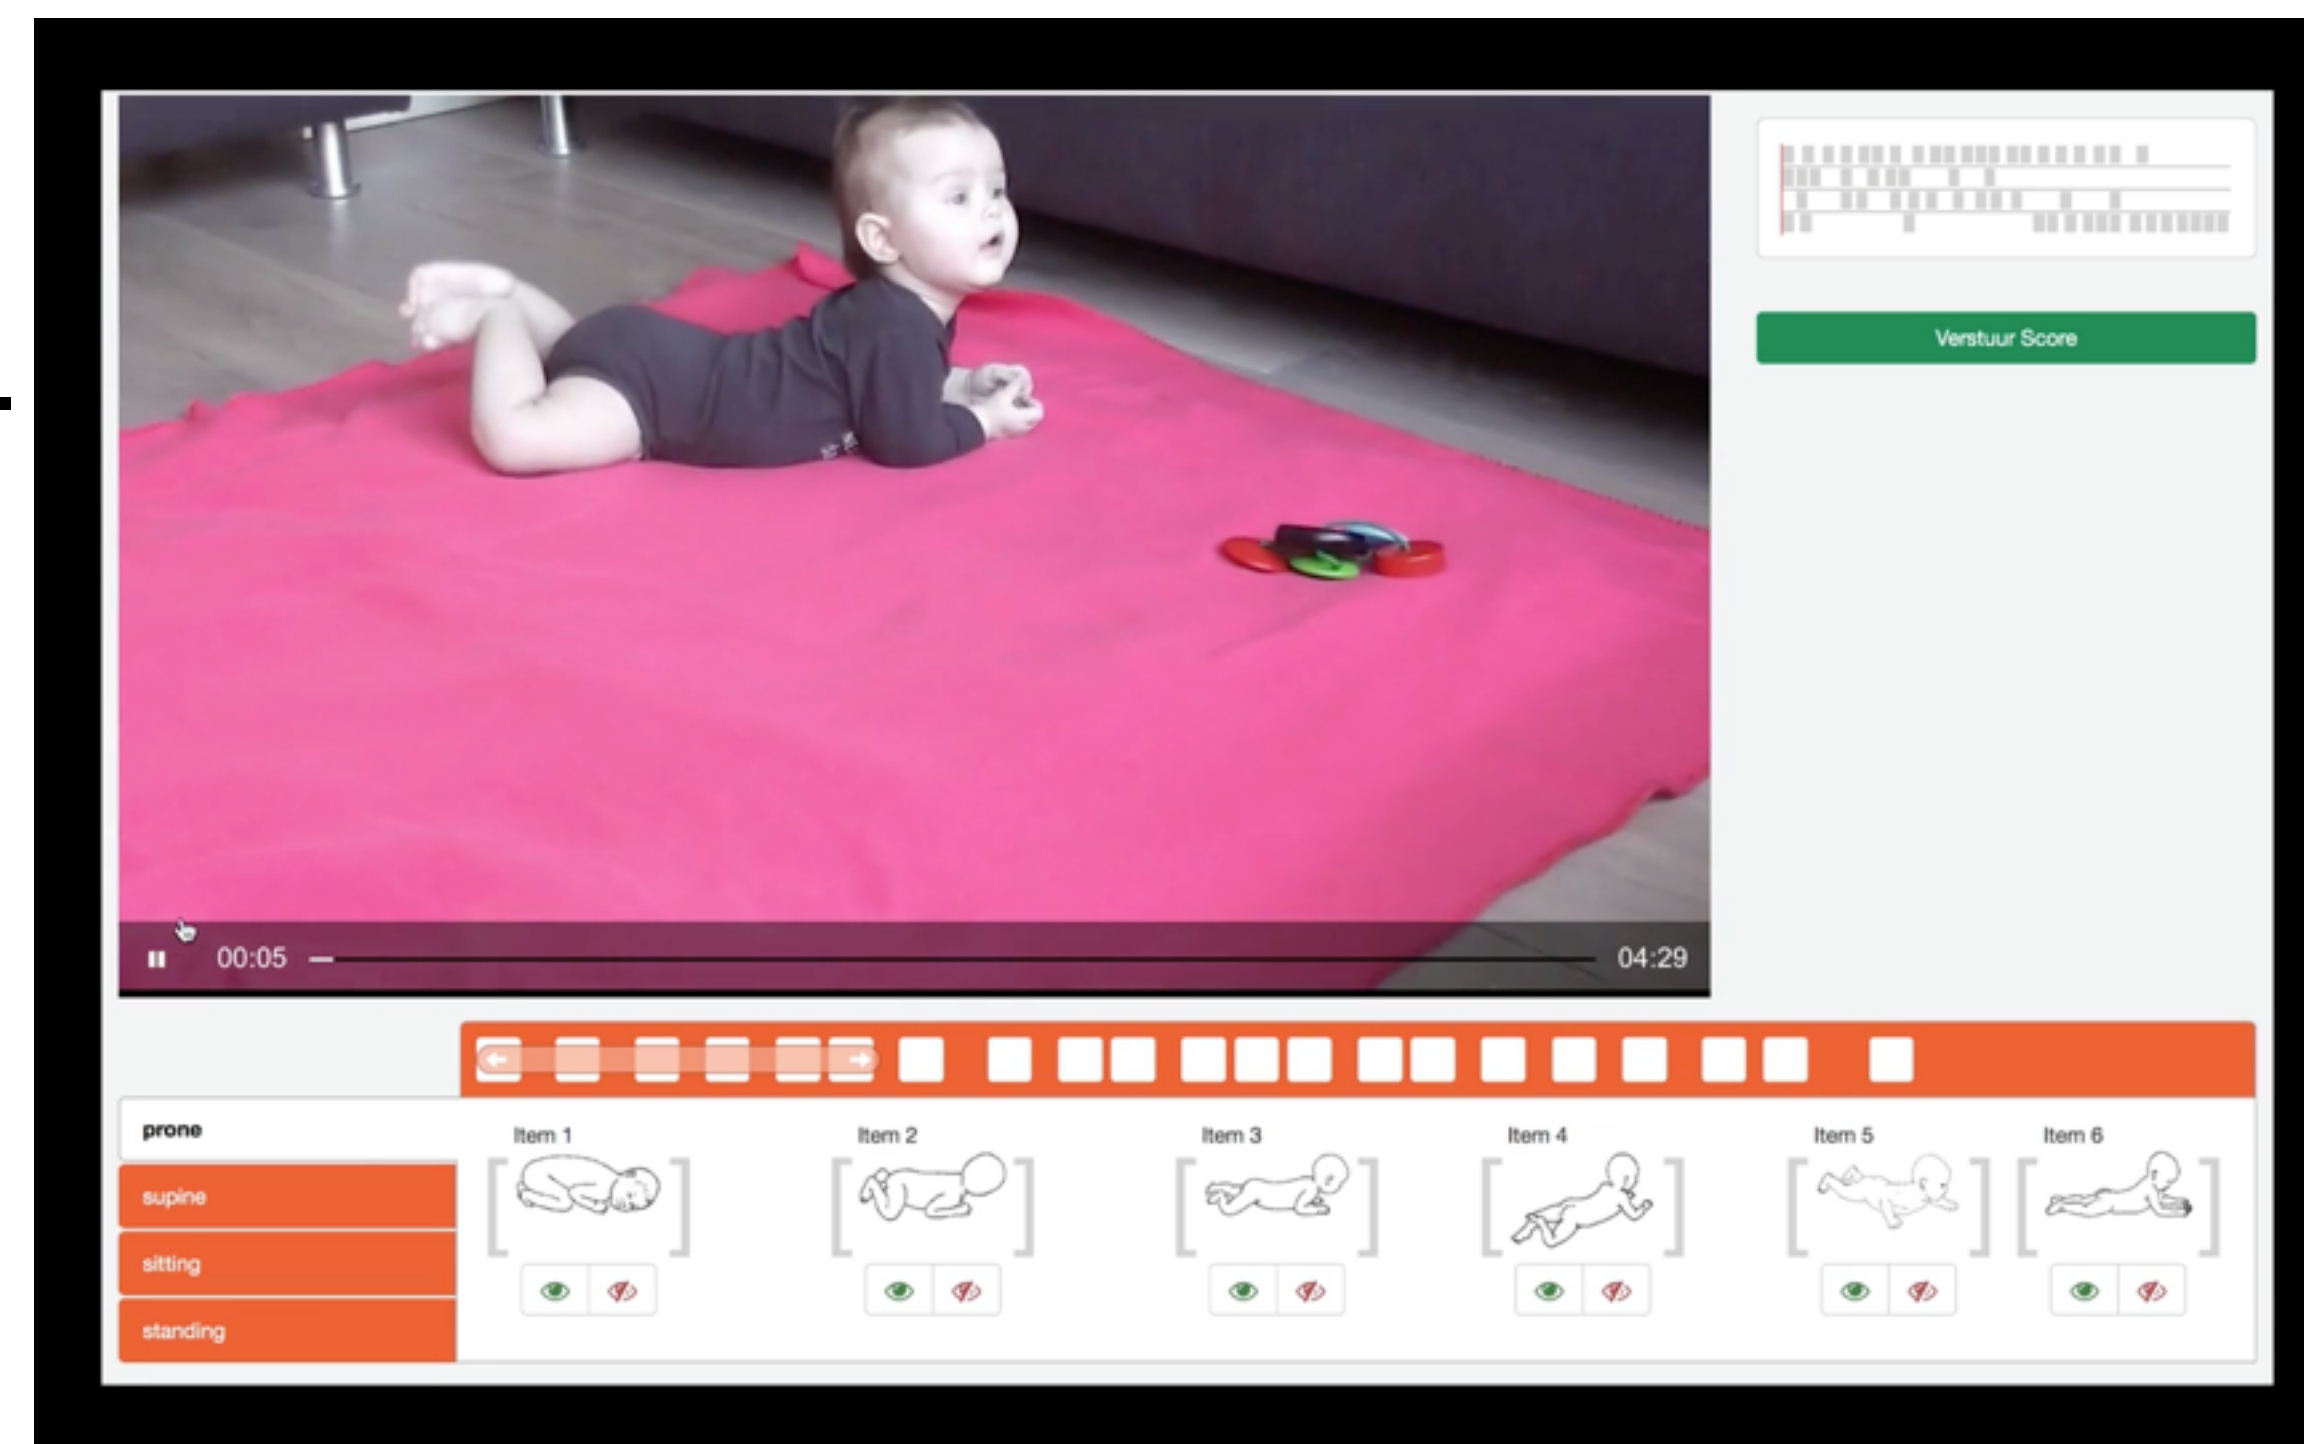 Verstuur Score
00:05
04:29
prone
supine
sitting
standing
Item 1
Item 2
Item 3
Item 4
Item 5
Item 6